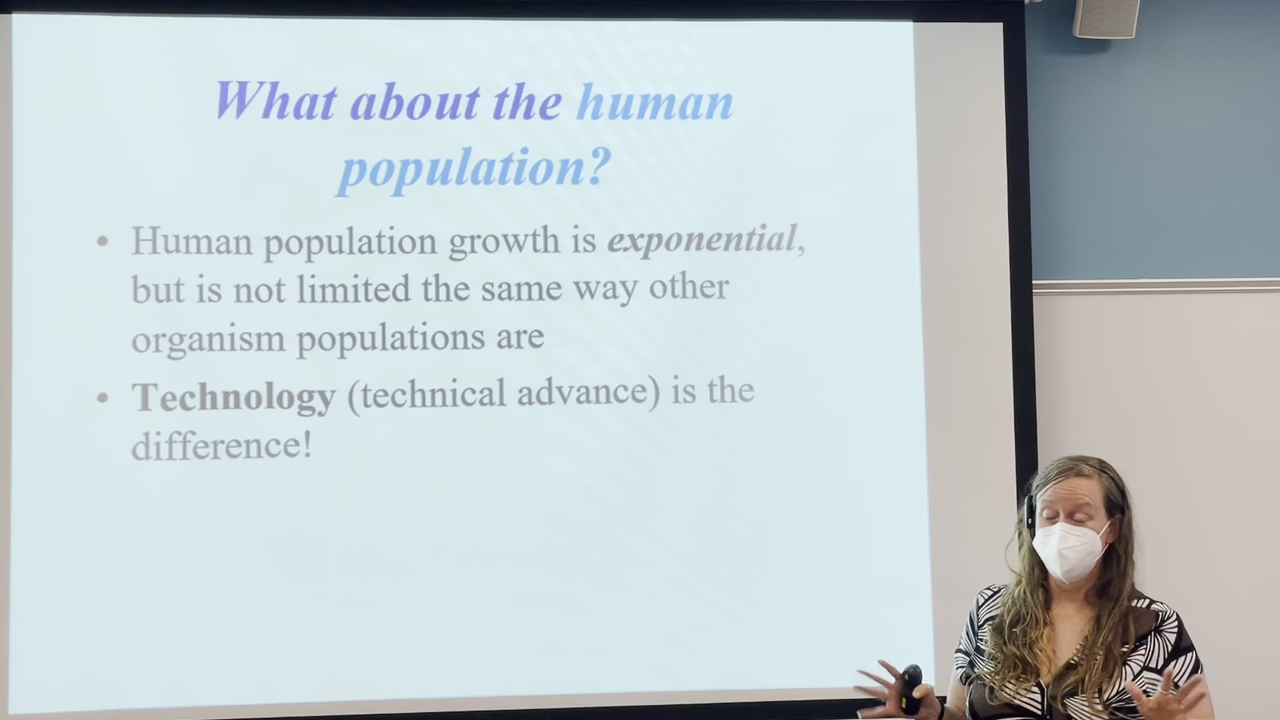 What about the human
population?
• Human population growth is exponential,
but is not limited the same way other
organism populations are
• Technology (technical advance) is the
difference!